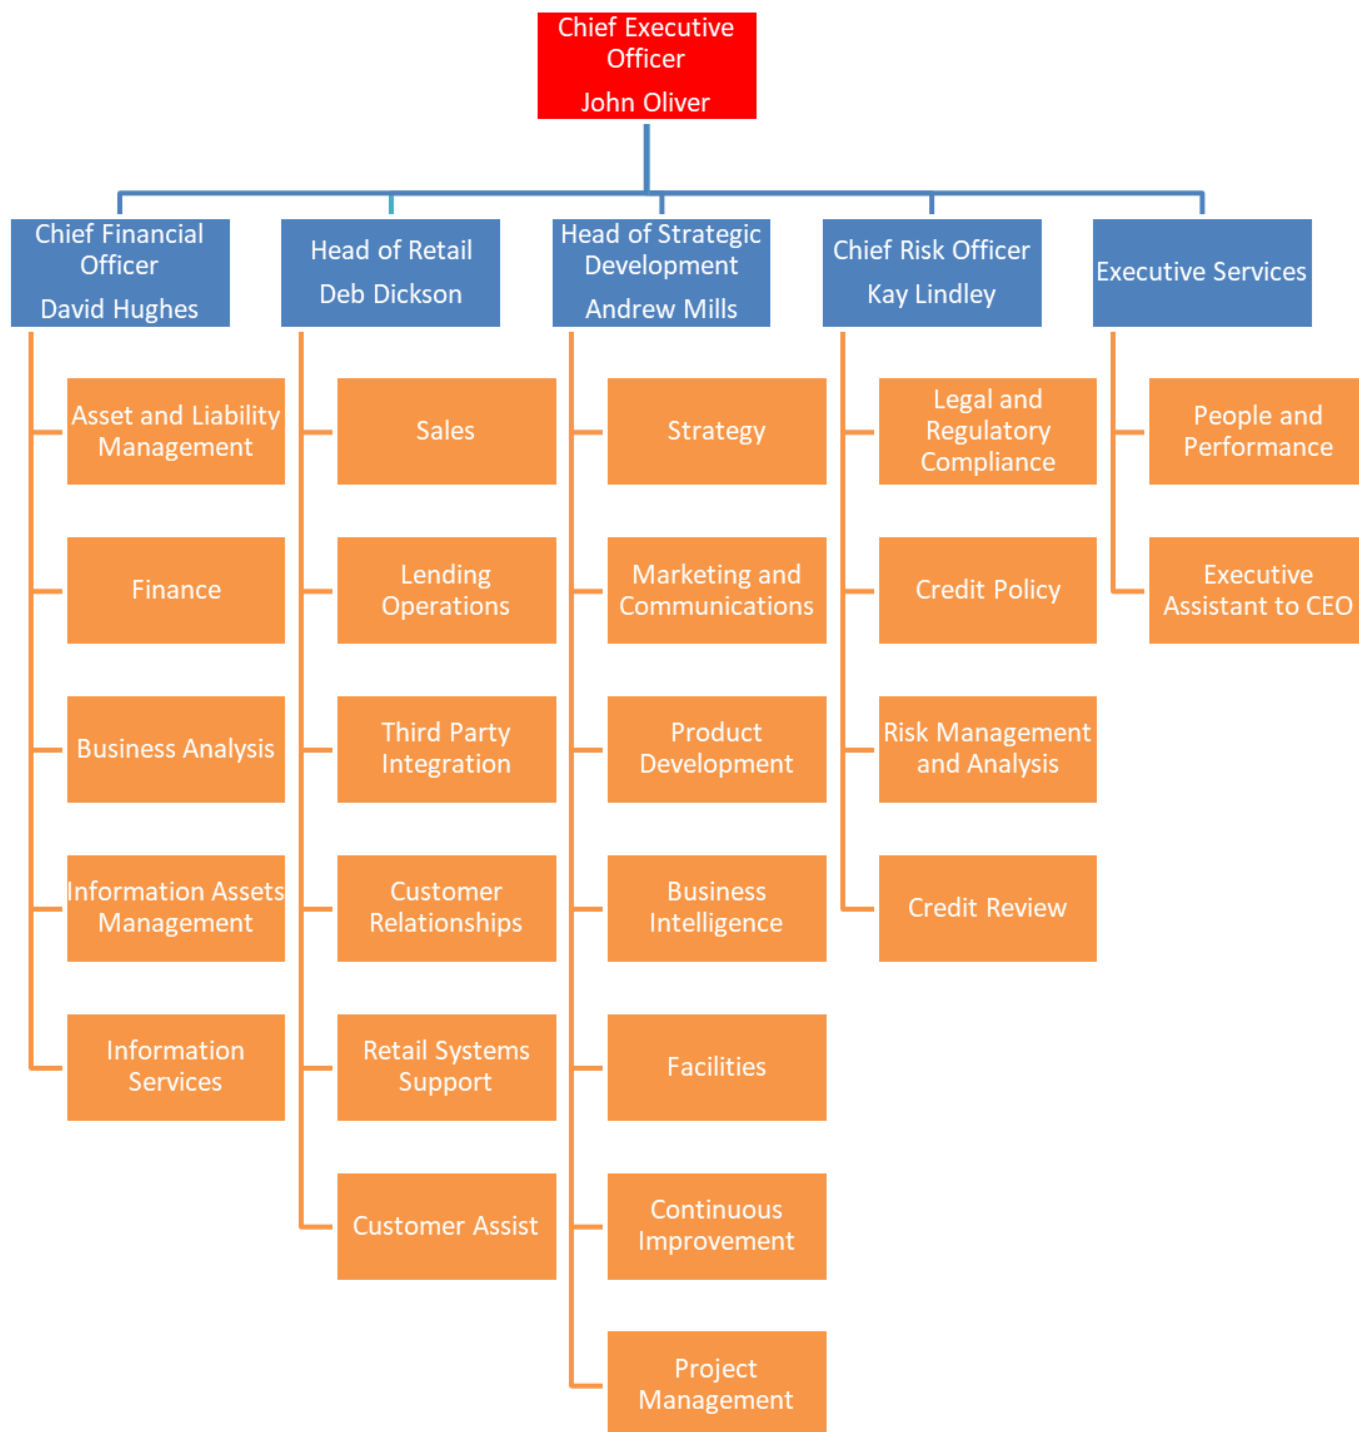 Chief Executive
Officer
John Oliver
Chief Financial
Officer
David Hughes
Head of Retail
Deb Dickson
Head of Strategic
Development
Andrew Mills
Chief Risk Officer
Kay Lindley
Executive Services
Asset and Liability
Management
Finance
Business Analysis
Information Assets
Management
Information
Services
Sales
Lending
Operations
Third Party
Integration
Customer
Relationships
Retail Systems
Support
Customer Assist
Strategy
Marketing and
Communications
Product
Development
Business
Intelligence
Facilities
Continuous
Improvement
Project
Management
Legal and
Regulatory
Compliance
Credit Policy
Risk Management
and Analysis
Credit Review
People and
Performance
Executive
Assistant to CEO